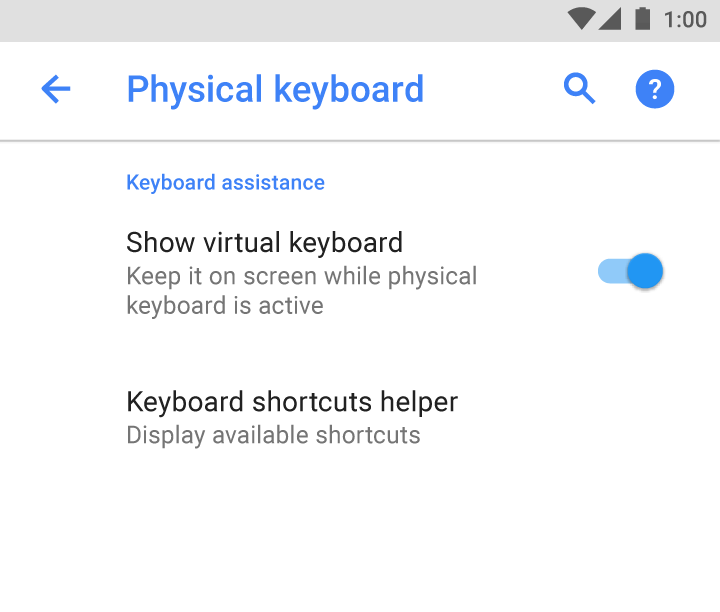 1:00
Physical keyboard
?
Keyboard assistance
Show virtual keyboard
Keep it on screen while physical
keyboard is active
Keyboard shortcuts helper
Display available shortcuts